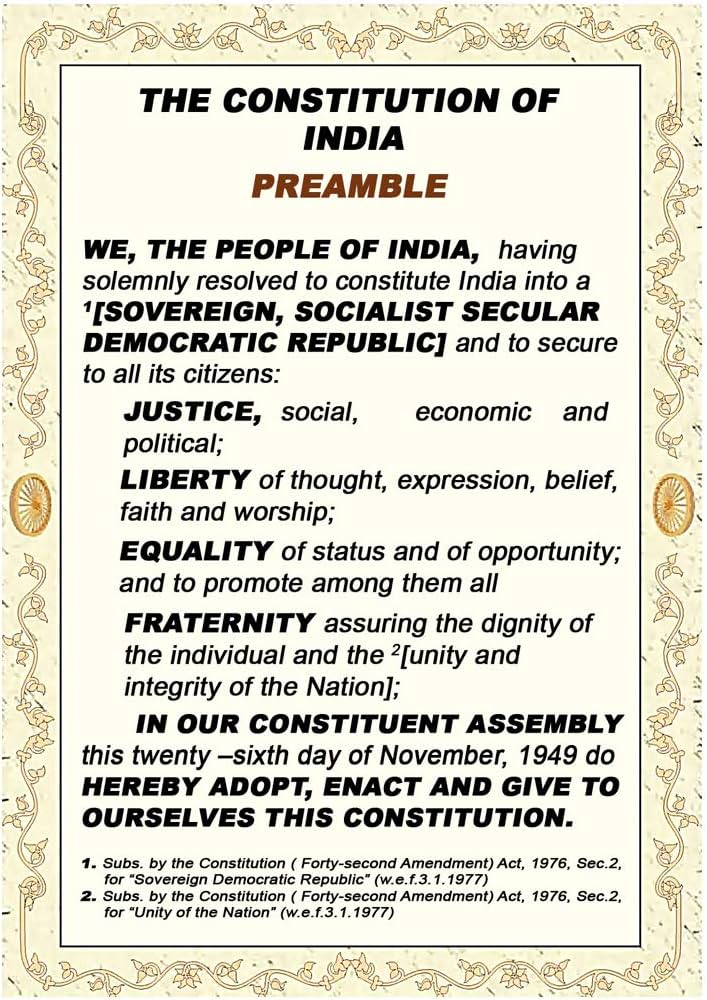 THE CONSTITUTION OF
INDIA
PREAMBLE
WE, THE PEOPLE OF INDIA, having
solemnly resolved to constitute India into a
¹[SOVEREIGN, SOCIALIST SECULAR
DEMOCRATIC REPUBLIC] and to secure
to all its citizens:
JUSTICE, social, economic and
political;
LIBERTY of thought, expression, belief,
faith and worship;
EQUALITY of status and of opportunity;
and to promote among them all
FRATERNITY assuring the dignity of
the individual and the ²[unity and
integrity of the Nation];
IN OUR CONSTITUENT ASSEMBLY
this twenty –sixth day of November, 1949 do
HEREBY ADOPT, ENACT AND GIVE TO
OURSELVES THIS CONSTITUTION.
1. Subs. by the Constitution ( Forty-second Amendment) Act, 1976, Sec.2,
for "Sovereign Democratic Republic" (w.e.f.3.1.1977)
2. Subs. by the Constitution ( Forty-second Amendment) Act, 1976, Sec.2,
for "Unity of the Nation" (w.e.f.3.1.1977)